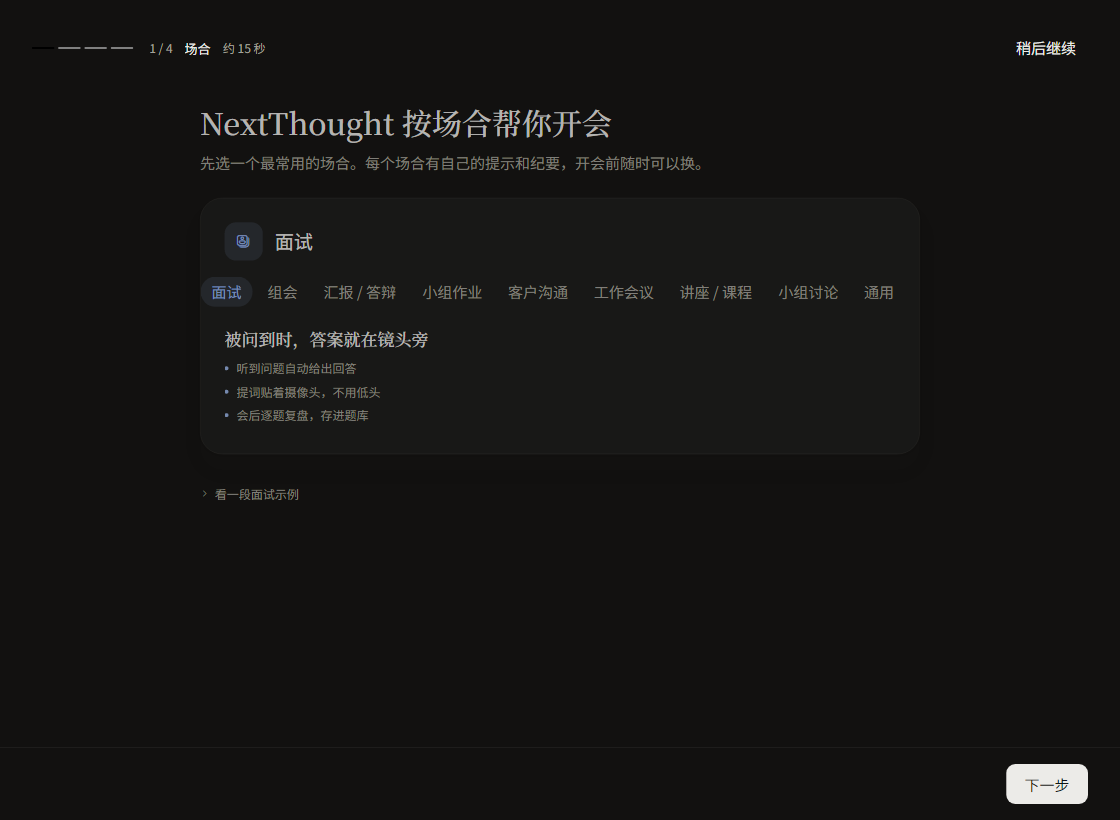 1 / 4 场合 约 15 秒
稍后继续
NextThought 按场合帮你开会
先选一个最常用的场合。每个场合有自己的提示和纪要，开会前随时可以换。
面试
面试 组会 汇报 / 答辩 小组作业 客户沟通 工作会议 讲座 / 课程 小组讨论 通用
被问到时，答案就在镜头旁
• 听到问题自动给出回答
• 提词贴着摄像头，不用低头
• 会后逐题复盘，存进题库
› 看一段面试示例
下一步